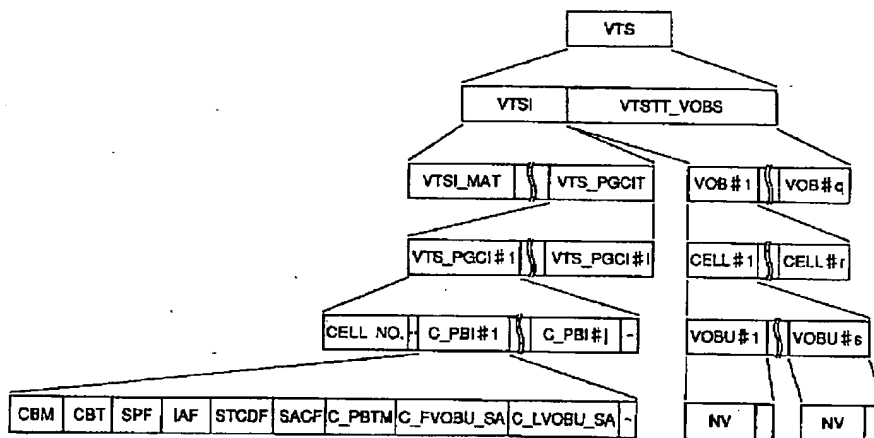 VTS
VTSI VTSTT_VOBS
VTSI_MAT VTS_PGCIT VOB#1 VOB#q
VTS_PGCI#1 VTS_PGCI#i CELL#1 CELL#r
CELL NO. ~ C_PBI#1 C_PBI#j ~ VOBU#1 VOBU#s
CBM CBT SPF IAF STCDF SACF C_PBTM C_FVOBU_SA C_LVOBU_SA ~ NV NV